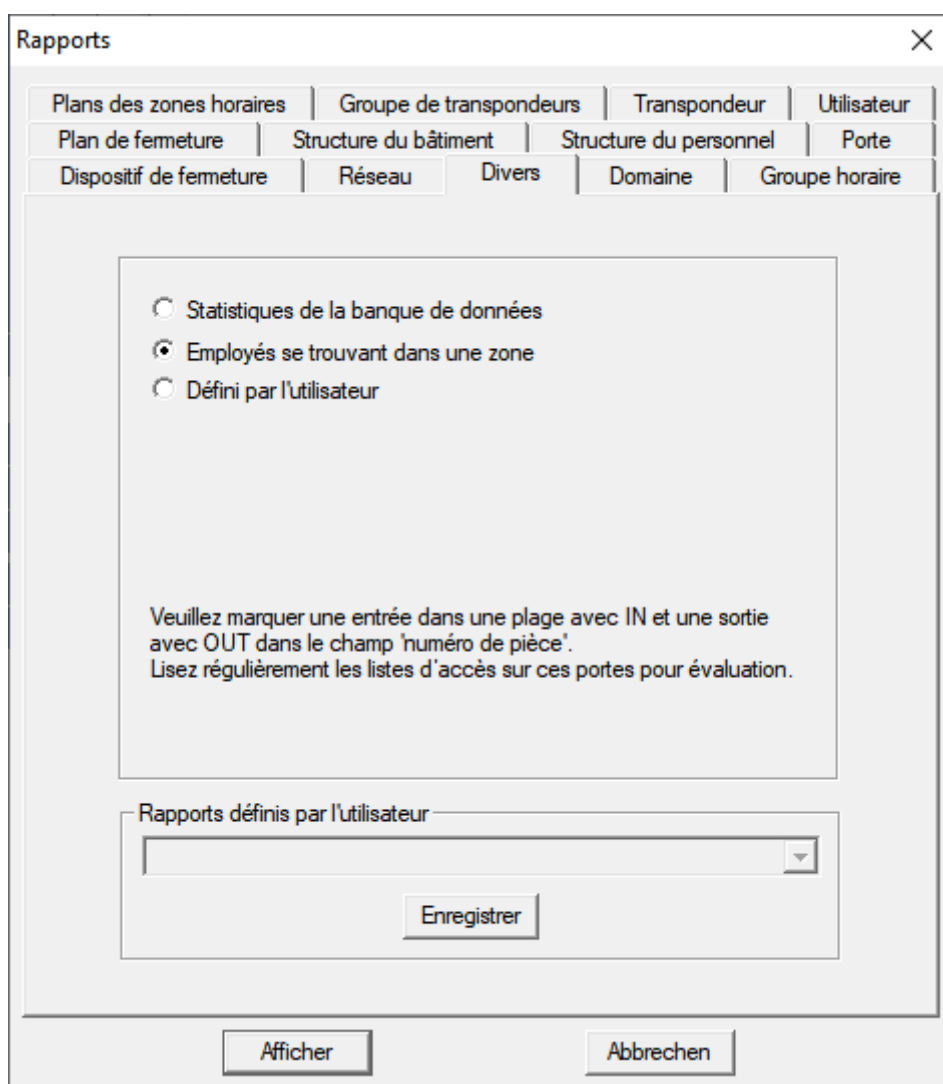 Rapports
Plans des zones horaires Groupe de transpondeurs Transpondeur Utilisateur
Plan de fermeture Structure du bâtiment Structure du personnel Porte
Dispositif de fermeture Réseau Divers Domaine Groupe horaire
Statistiques de la banque de données
Employés se trouvant dans une zone
Défini par l'utilisateur
Veuillez marquer une entrée dans une plage avec IN et une sortie
avec OUT dans le champ 'numéro de pièce'.
Lisez régulièrement les listes d'accès sur ces portes pour évaluation.
Rapports définis par l'utilisateur
Enregistrer
Afficher Abbrechen